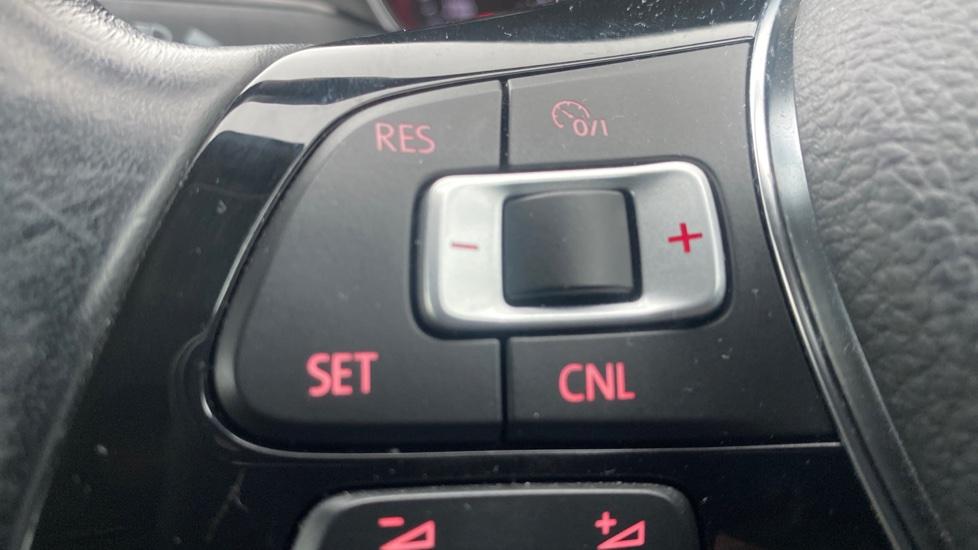 RES
0/I
- +
SET
CNL
- +